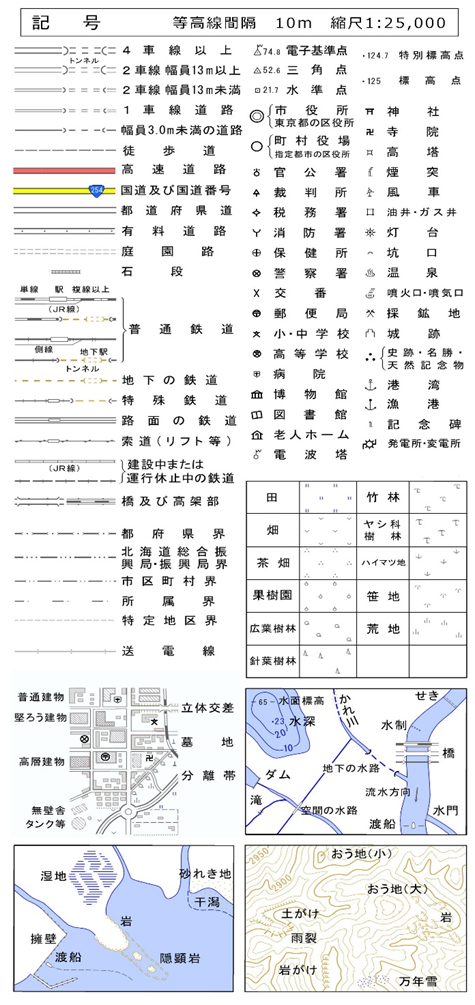 記号 等高線間隔 10m 縮尺1:25,000
4車線以上
トンネル
2車線 幅員13m以上
2車線 幅員13m未満
1車線道路
幅員3.0m未満の道路
徒歩道
高速道路
254
国道及び国道番号
都道府県道
有料道路
庭園路
石段
単線 駅 複線以上
(JR線)
普通鉄道
側線 地下駅
トンネル
地下の鉄道
特殊鉄道
路面の鉄道
索道(リフト等)
(JR線)
建設中または
運行休止中の鉄道
橋及び高架部
都府県界
北海道総合振
興局・振興局界
市区町村界
所属界
特定地区界
送電線
74.8 電子基準点
52.6 三角点
21.7 水準点
市役所
東京都の区役所
町村役場
指定都市の区役所
官公署
裁判所
税務署
消防署
保健所
警察署
交番
郵便局
小・中学校
高等学校
病院
博物館
図書館
老人ホーム
電波塔
・124.7 特別標高点
・125 標高点
神社
寺院
高塔
煙突
風車
油井・ガス井
灯台
坑口
温泉
噴火口・噴気口
採鉱地
城跡
史跡・名勝・
天然記念物
港湾
漁港
記念碑
発電所・変電所
田 竹林
畑 ヤシ科
樹林
茶畑 ハイマツ地
果樹園 笹地
広葉樹林 荒地
針葉樹林
普通建物
堅ろう建物
高層建物
無壁舎
タンク等
立体交差
墓地
分離帯
-65- 水面標高
-23 水深
20
10
かれ川
せき
水制
橋
地下の水路
ダム
流水方向
滝
空間の水路
渡船
水門
湿地
砂れき地
干潟
岩
擁壁
渡船
隠顕岩
2950
2900
おう地(小)
おう地(大)
土がけ
岩
雨裂
岩がけ
万年雪